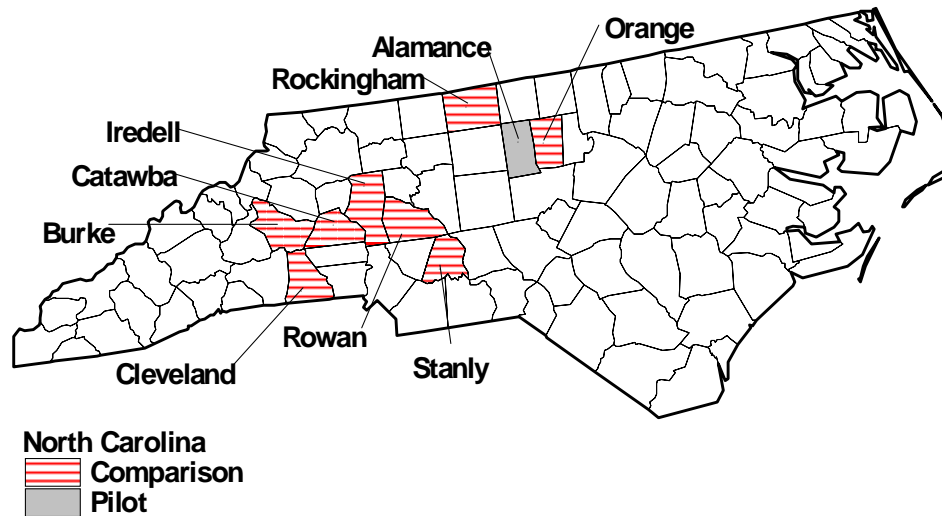 Orange
Alamance
Rockingham
Iredell
Catawba
Burke
Rowan
Stanly
Cleveland
North Carolina
Comparison
Pilot